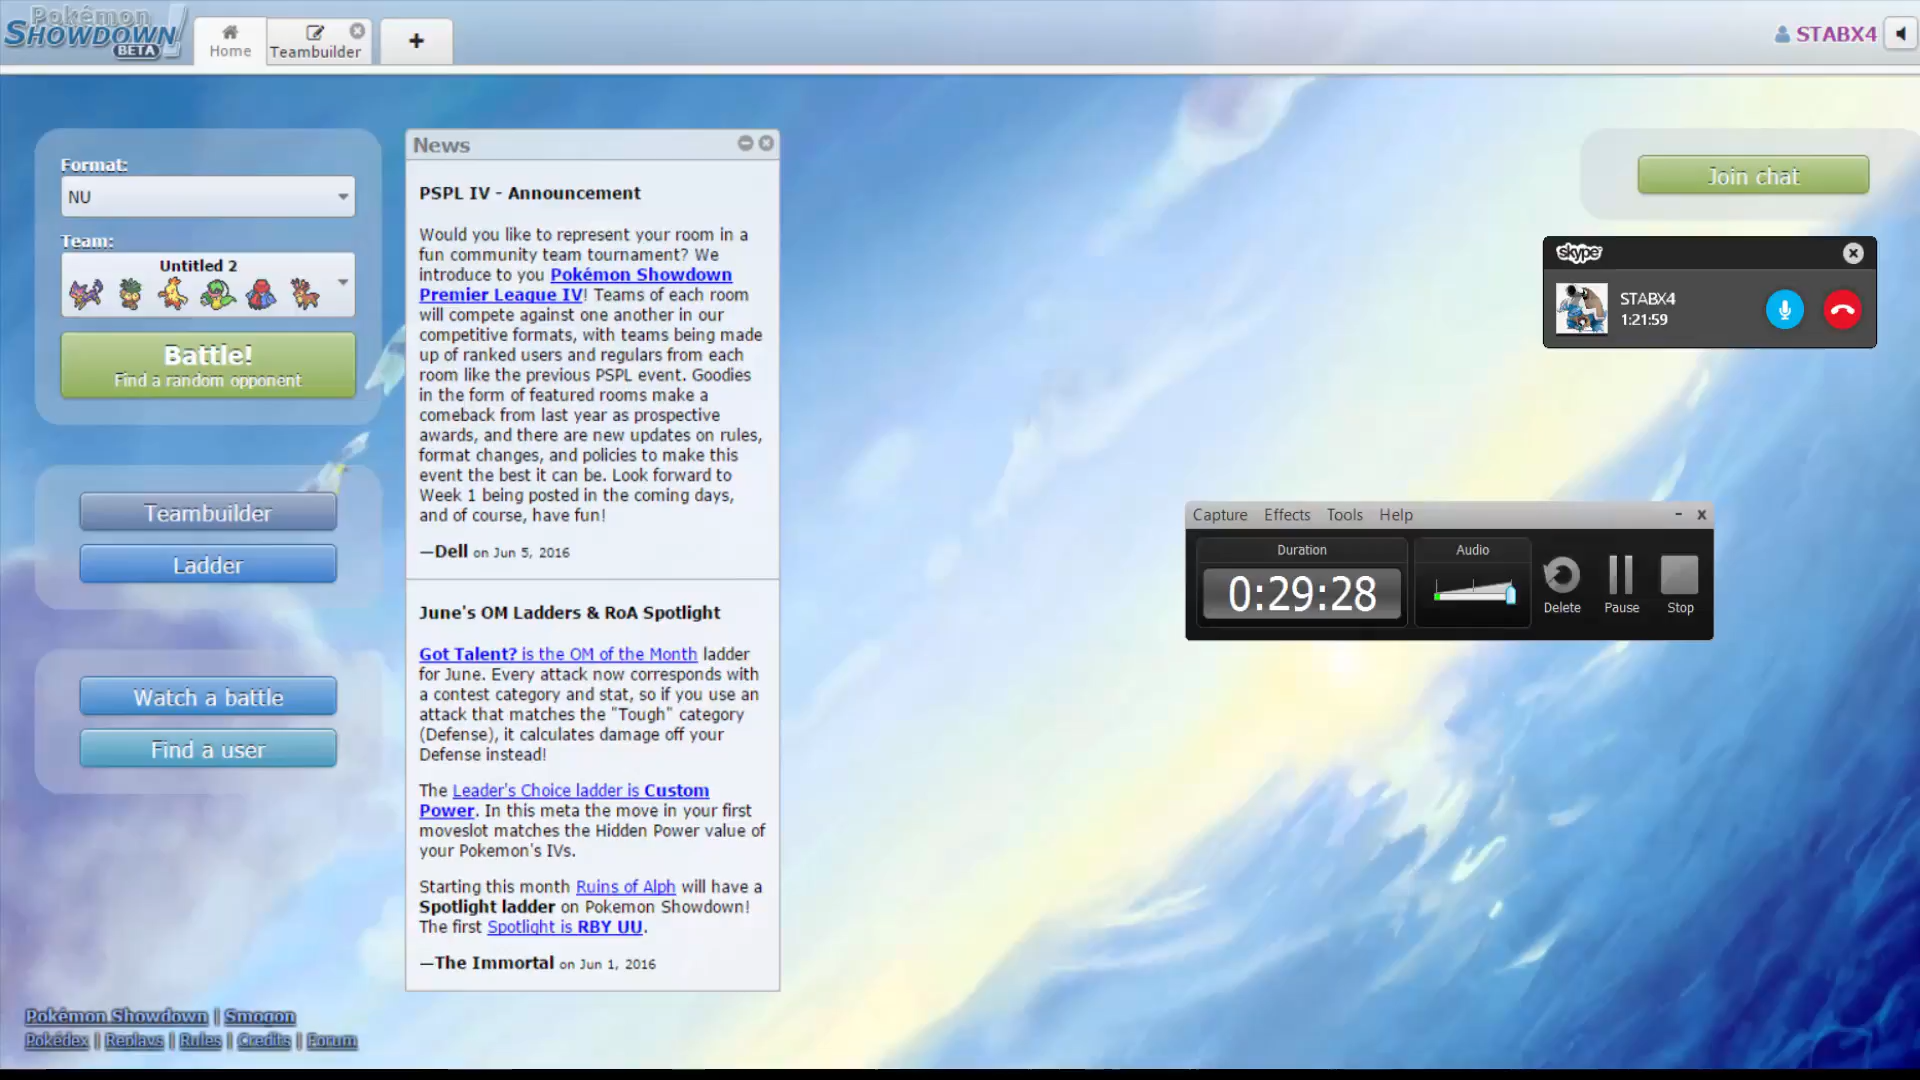 Pokémon
SHOWDOWN!
BETA
Home
Teambuilder
+
STABX4
Format:
NU
Team:
Untitled 2
Battle!
Find a random opponent
Teambuilder
Ladder
Watch a battle
Find a user
News
PSPL IV - Announcement
Would you like to represent your room in a
fun community team tournament? We
introduce to you Pokémon Showdown
Premier League IV! Teams of each room
will compete against one another in our
competitive formats, with teams being made
up of ranked users and regulars from each
room like the previous PSPL event. Goodies
in the form of featured rooms make a
comeback from last year as prospective
awards, and there are new updates on rules,
format changes, and policies to make this
event the best it can be. Look forward to
Week 1 being posted in the coming days,
and of course, have fun!
—Dell on Jun 5, 2016
June's OM Ladders & RoA Spotlight
Got Talent? is the OM of the Month ladder
for June. Every attack now corresponds with
a contest category and stat, so if you use an
attack that matches the "Tough" category
(Defense), it calculates damage off your
Defense instead!
The Leader's Choice ladder is Custom
Power. In this meta the move in your first
moveslot matches the Hidden Power value of
your Pokemon's IVs.
Starting this month Ruins of Alph will have a
Spotlight ladder on Pokemon Showdown!
The first Spotlight is RBY UU.
—The Immortal on Jun 1, 2016
Join chat
skype
STABX4
1:21:59
Capture Effects Tools Help
Duration
0:29:28
Audio
Delete
Pause
Stop
Pokémon Showdown | Smogon
Pokédex | Replays | Rules | Credits | Forum